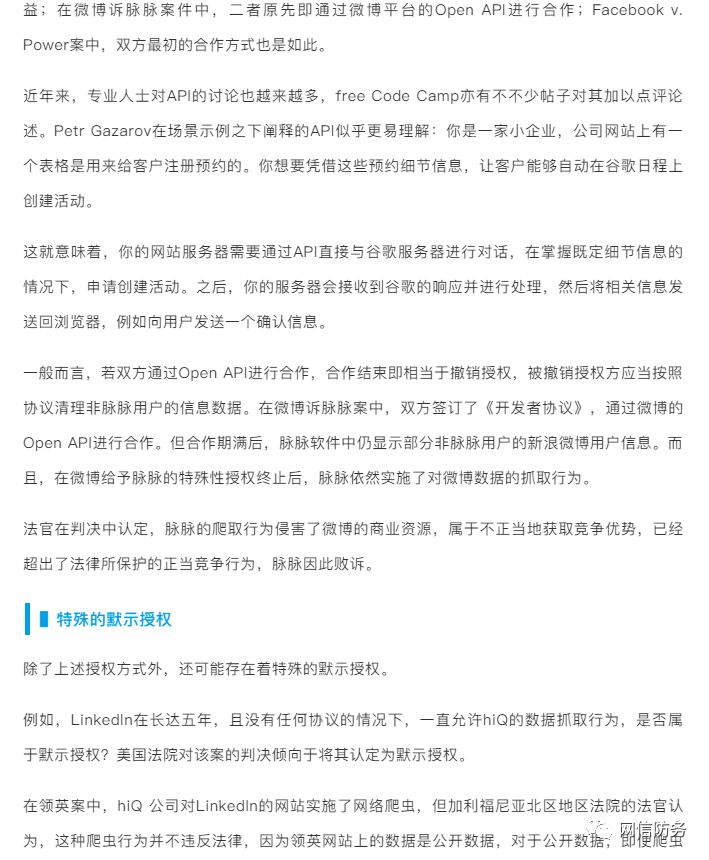 益；在微博诉脉脉案件中，二者原先即通过微博平台的Open API进行合作；Facebook v.
Power案中，双方最初的合作方式也是如此。
近年来，专业人士对API的讨论也越来越多，free Code Camp亦有不不少帖子对其加以点评论
述。Petr Gazarov在场景示例之下阐释的API似乎更易理解：你是一家小企业，公司网站上有一
个表格是用来给客户注册预约的。你想要凭借这些预约细节信息，让客户能够自动在谷歌日程上
创建活动。
这就意味着，你的网站服务器需要通过API直接与谷歌服务器进行对话，在掌握既定细节信息的
情况下，申请创建活动。之后，你的服务器会接收到谷歌的响应并进行处理，然后将相关信息发
送回浏览器，例如向用户发送一个确认信息。
一般而言，若双方通过Open API进行合作，合作结束即相当于撤销授权，被撤销授权方应当按照
协议清理非脉脉用户的信息数据。在微博诉脉脉案中，双方签订了《开发者协议》，通过微博的
Open API进行合作。但合作期满后，脉脉软件中仍显示部分非脉脉用户的新浪微博用户信息。而
且，在微博给予脉脉的特殊性授权终止后，脉脉依然实施了对微博数据的抓取行为。
法官在判决中认定，脉脉的爬取行为侵害了微博的商业资源，属于不正当地获取竞争优势，已经
超出了法律所保护的正当竞争行为，脉脉因此败诉。
特殊的默示授权
除了上述授权方式外，还可能存在着特殊的默示授权。
例如，LinkedIn在长达五年，且没有任何协议的情况下，一直允许hiQ的数据抓取行为，是否属
于默示授权？美国法院对该案的判决倾向于将其认定为默示授权。
在领英案中，hiQ 公司对LinkedIn的网站实施了网络爬虫，但加利福尼亚北区地区法院的法官认
为，这种爬虫行为并不违反法律，因为领英网站上的数据是公开数据，对于公开数据，即便爬虫
网信防务